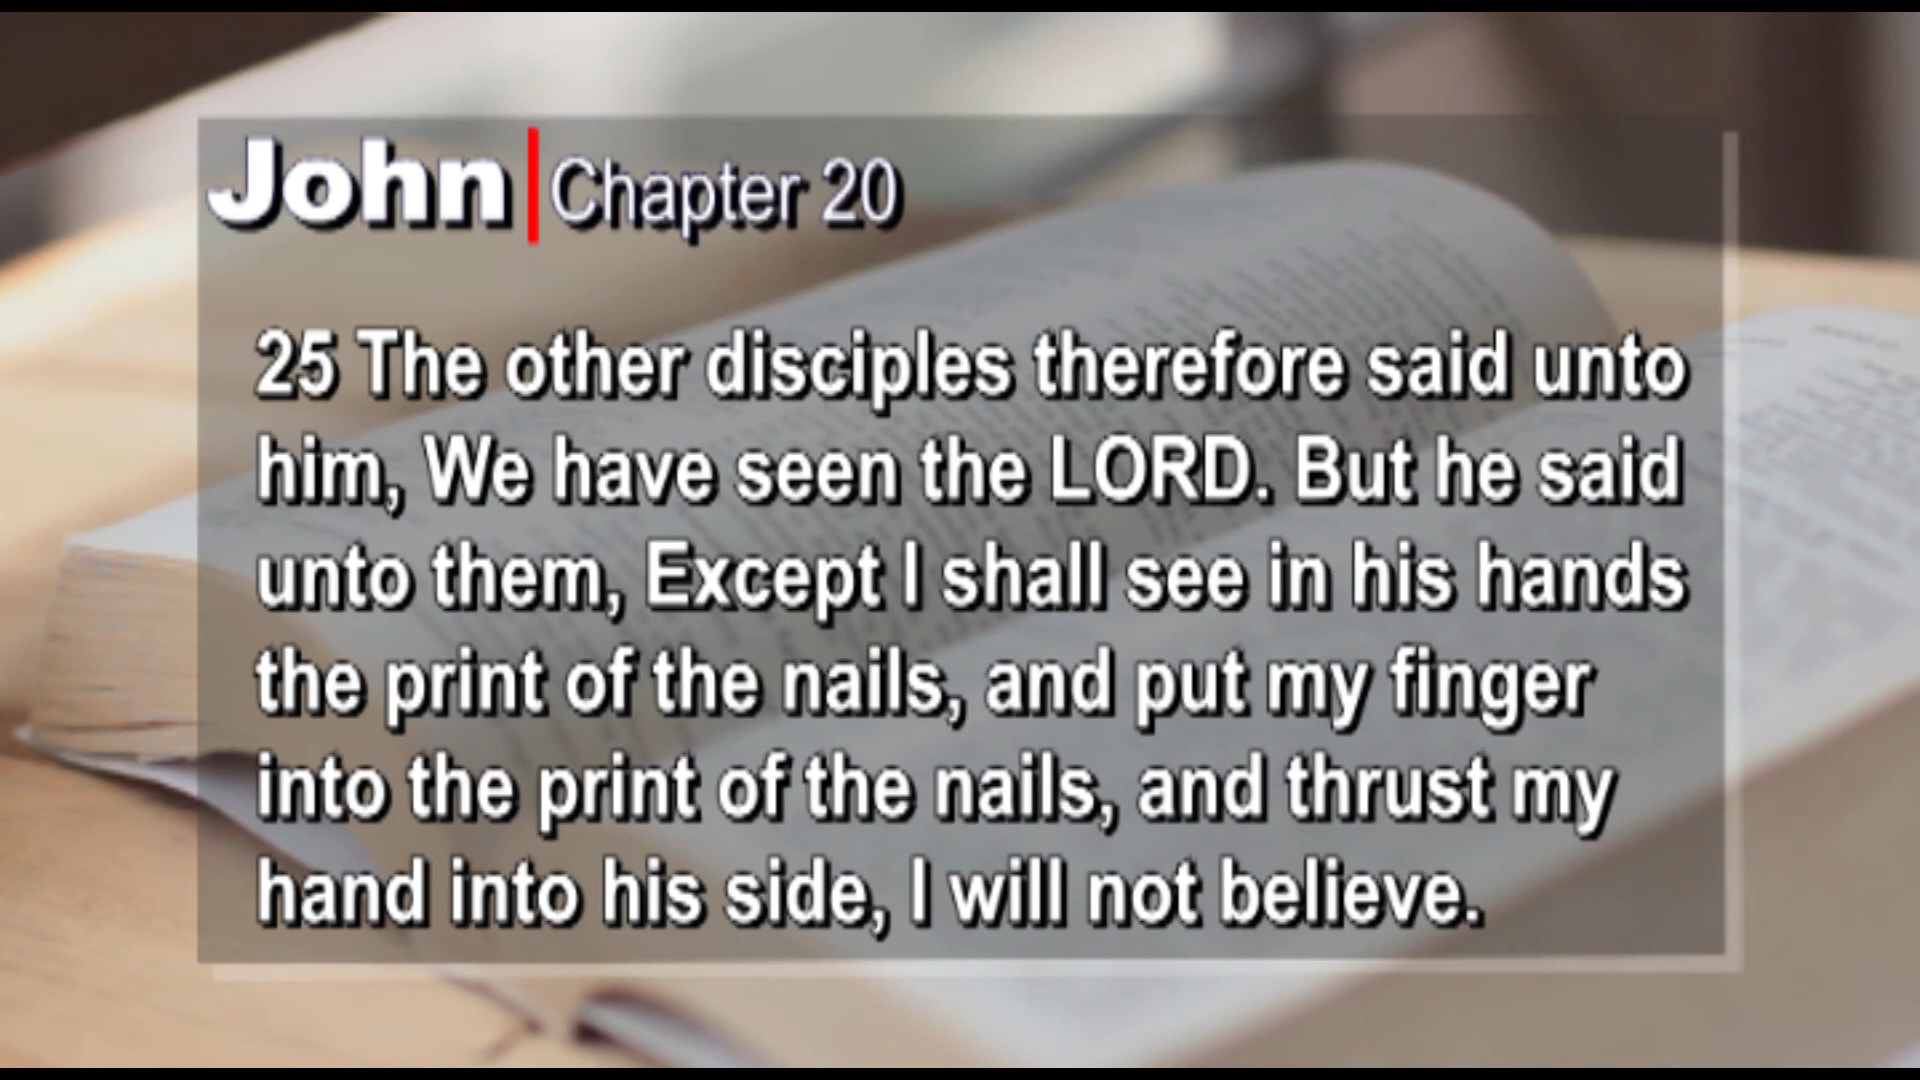 John | Chapter 20
25 The other disciples therefore said unto
him, We have seen the LORD. But he said
unto them, Except I shall see in his hands
the print of the nails, and put my finger
into the print of the nails, and thrust my
hand into his side, I will not believe.